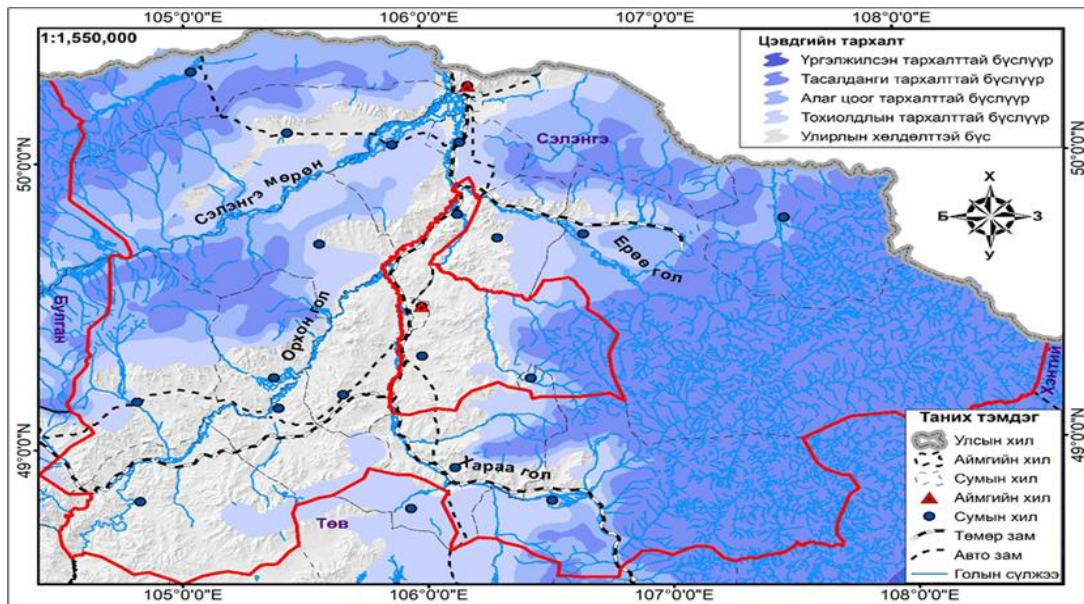 105°0'0"E 106°0'0"E 107°0'0"E 108°0'0"E
1:1,550,000
Цэвдгийн тархалт
Үргэлжилсэн тархалттай бүслүүр
Тасалданги тархалттай бүслүүр
Алаг цоог тархалттай бүслүүр
Тохиолдлын тархалттай бүслүүр
Улирлын хөлдөлттэй бүс
50°0'0"N
Сэлэнгэ
50°0'0"N
Сэлэнгэ мөрөн
Х
Б З
У
Ерөө гол
Булган
Орхон гол
Хэнтий
49°0'0"N
49°0'0"N
Хараа гол
Төв
Таних тэмдэг
Улсын хил
Аймгийн хил
Сумын хил
Аймгийн хил
Сумын хил
Төмөр зам
Авто зам
Голын сүлжээ
105°0'0"E 106°0'0"E 107°0'0"E 108°0'0"E